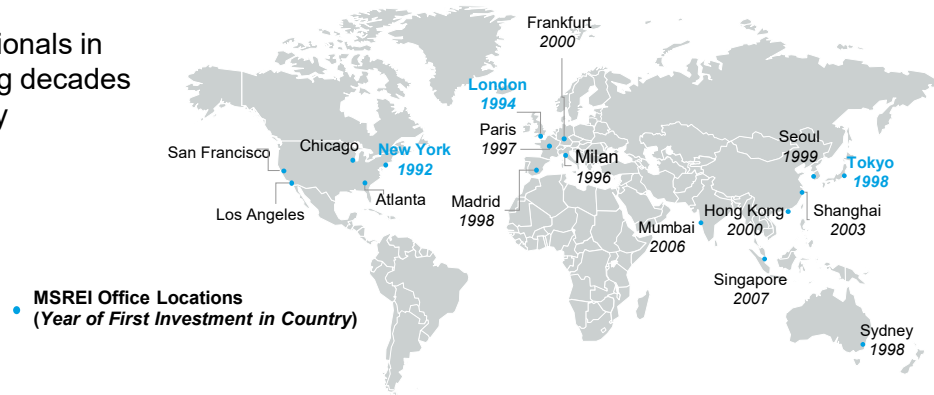 ionals in
g decades
y
Frankfurt
2000
London
1994
Paris
1997
Milan
1996
Madrid
1998
San Francisco
Chicago
New York
1992
Los Angeles
Atlanta
Seoul
1999
Tokyo
1998
Mumbai
2006
Hong Kong
2000
Shanghai
2003
Singapore
2007
Sydney
1998
MSREI Office Locations
(Year of First Investment in Country)